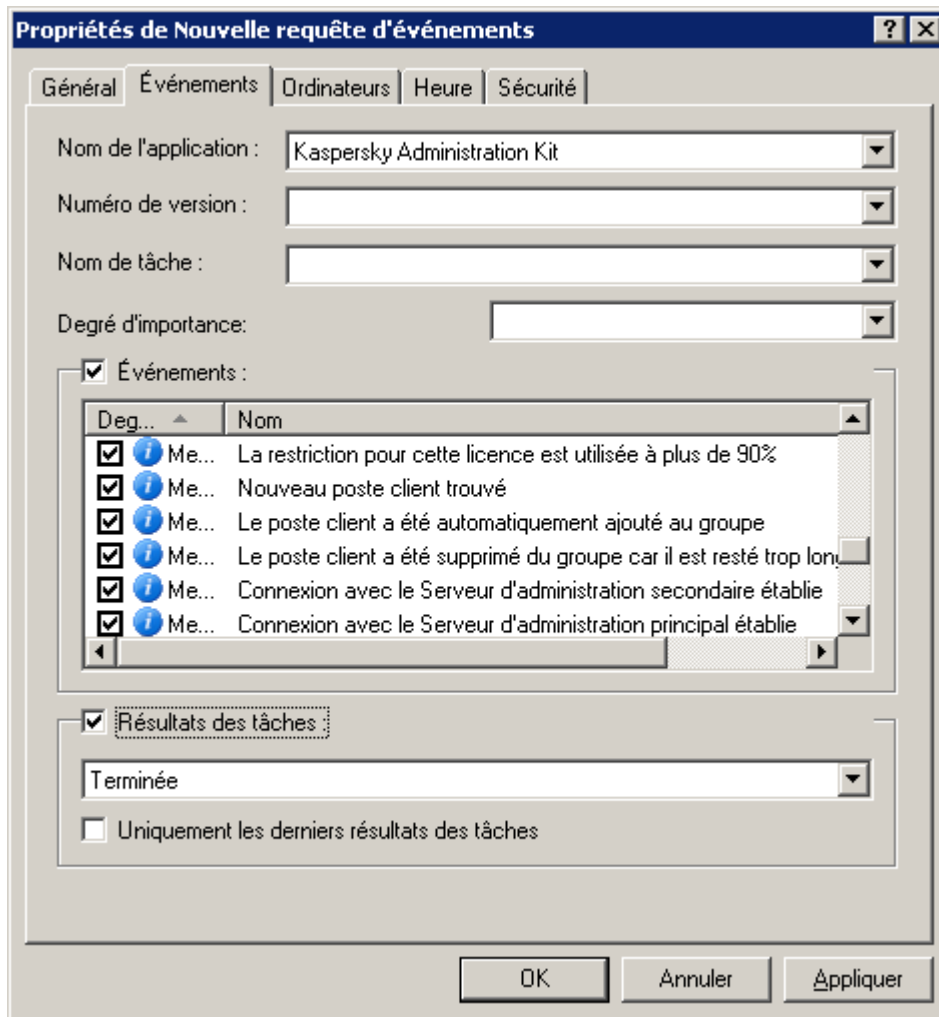 Propriétés de Nouvelle requête d'événements
Général Événements Ordinateurs Heure Sécurité
Nom de l'application : Kaspersky Administration Kit
Numéro de version :
Nom de tâche :
Degré d'importance:
Événements :
Deg... Nom
Me... La restriction pour cette licence est utilisée à plus de 90%
Me... Nouveau poste client trouvé
Me... Le poste client a été automatiquement ajouté au groupe
Me... Le poste client a été supprimé du groupe car il est resté trop long
Me... Connexion avec le Serveur d'administration secondaire établie
Me... Connexion avec le Serveur d'administration principal établie
Résultats des tâches :
Terminée
Uniquement les derniers résultats des tâches
OK Annuler Appliquer